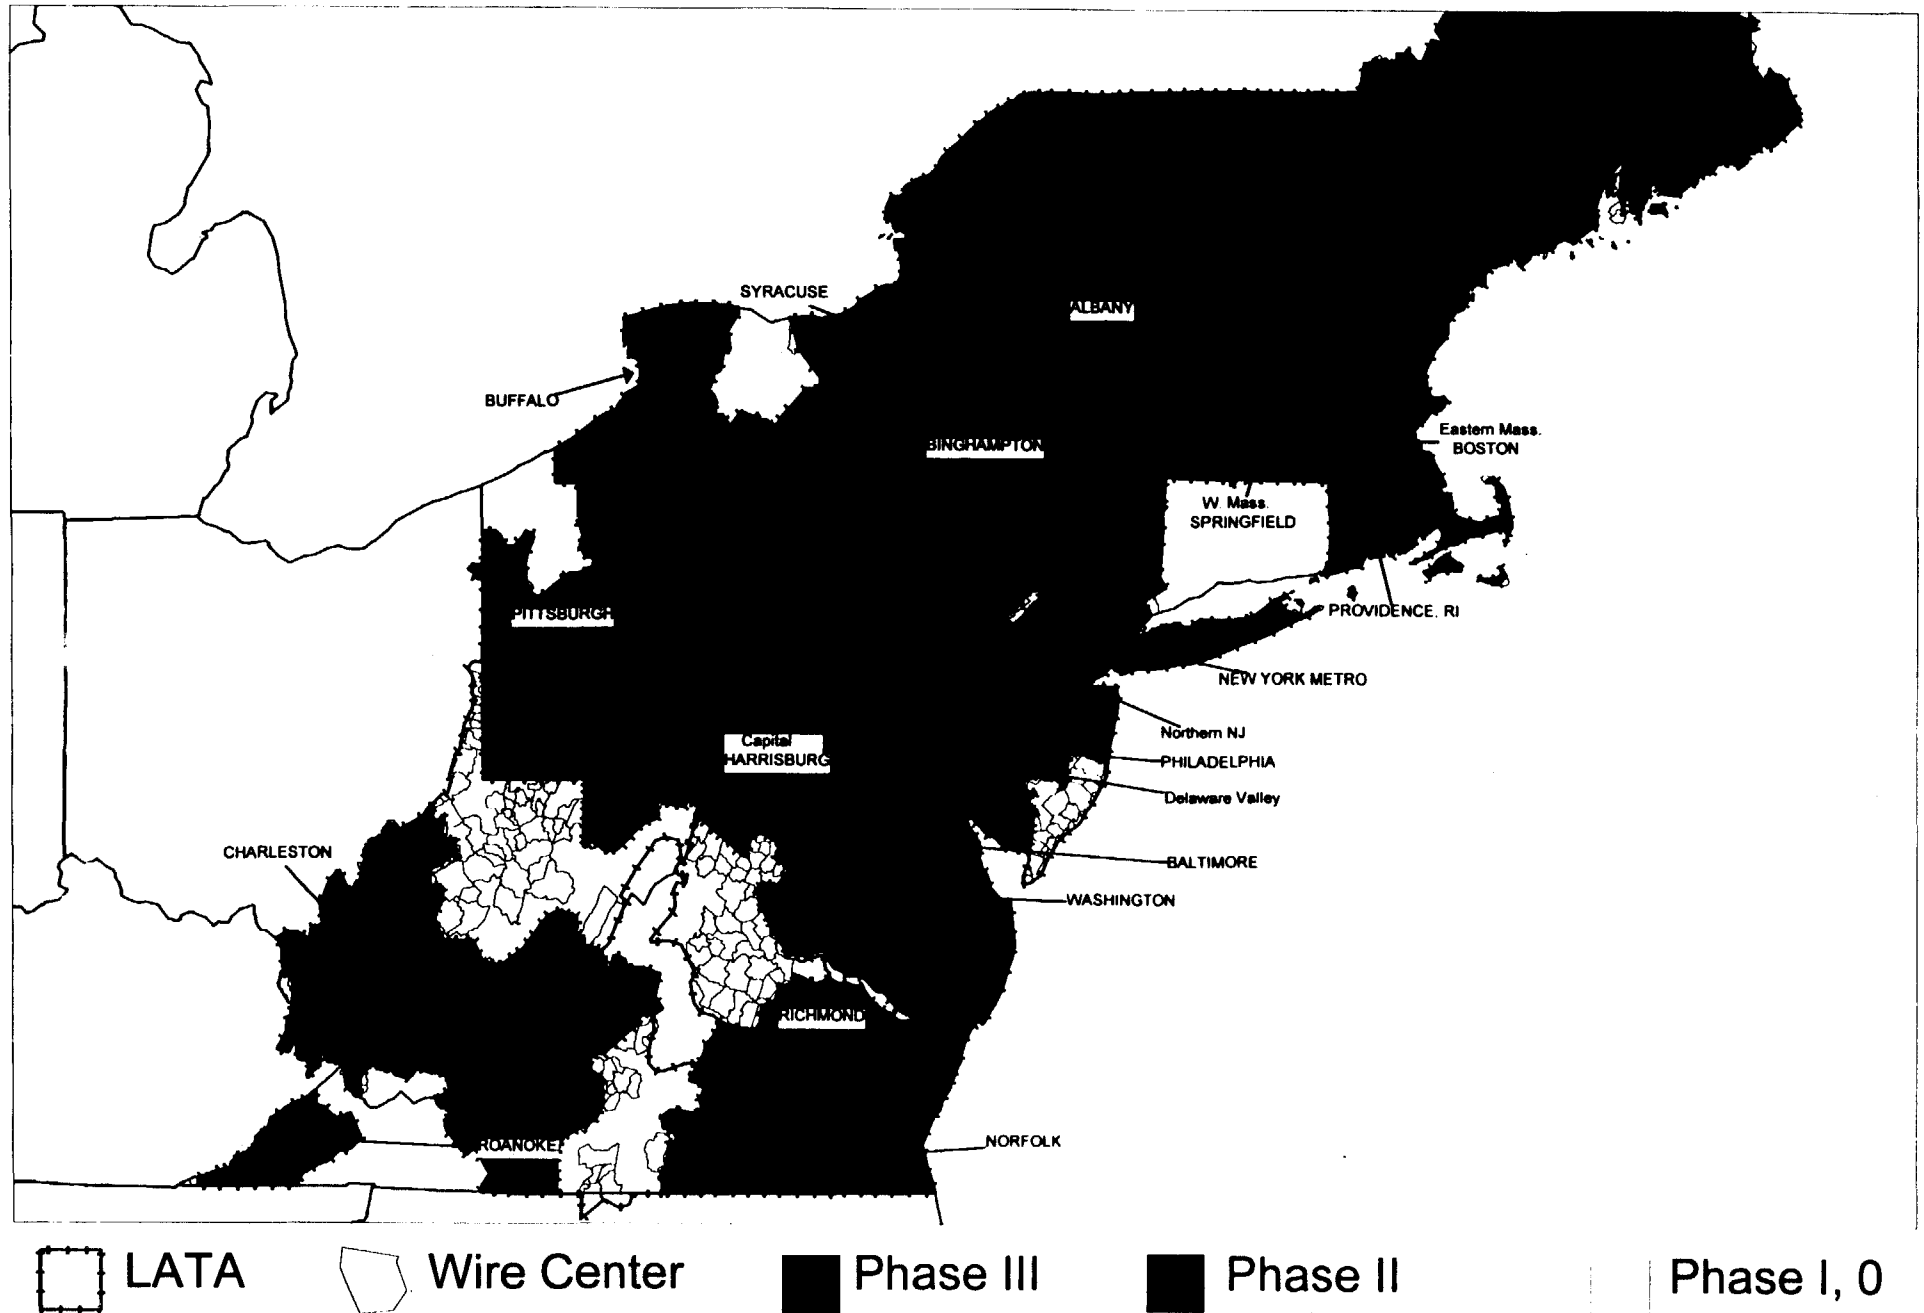 SYRACUSE
ALBANY
BUFFALO
BINGHAMPTON
Eastern Mass.
BOSTON
W. Mass.
SPRINGFIELD
PITTSBURGH
PROVIDENCE, RI
NEW YORK METRO
Northern NJ
Capital
HARRISBURG
PHILADELPHIA
Delaware Valley
CHARLESTON
BALTIMORE
WASHINGTON
RICHMOND
ROANOKE
NORFOLK
LATA
Wire Center
Phase III
Phase II
Phase I, 0